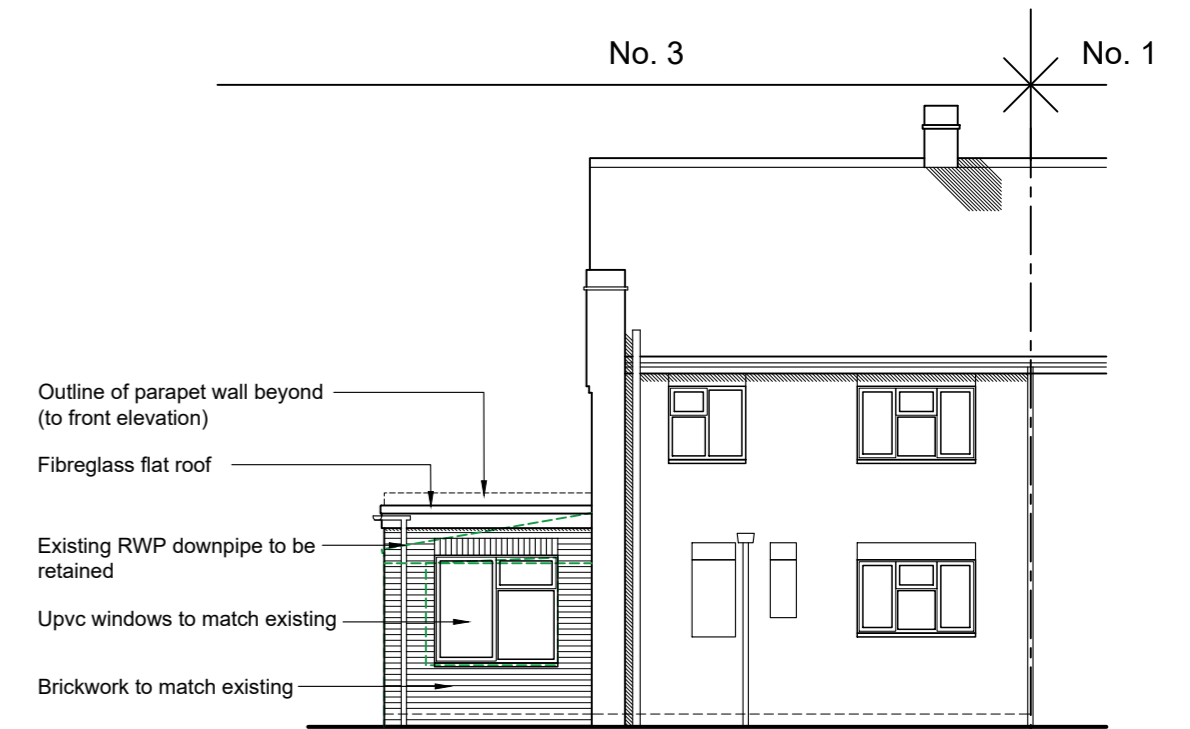 No. 3
No. 1
Outline of parapet wall beyond
(to front elevation)
Fibreglass flat roof
Existing RWP downpipe to be
retained
Upvc windows to match existing
Brickwork to match existing